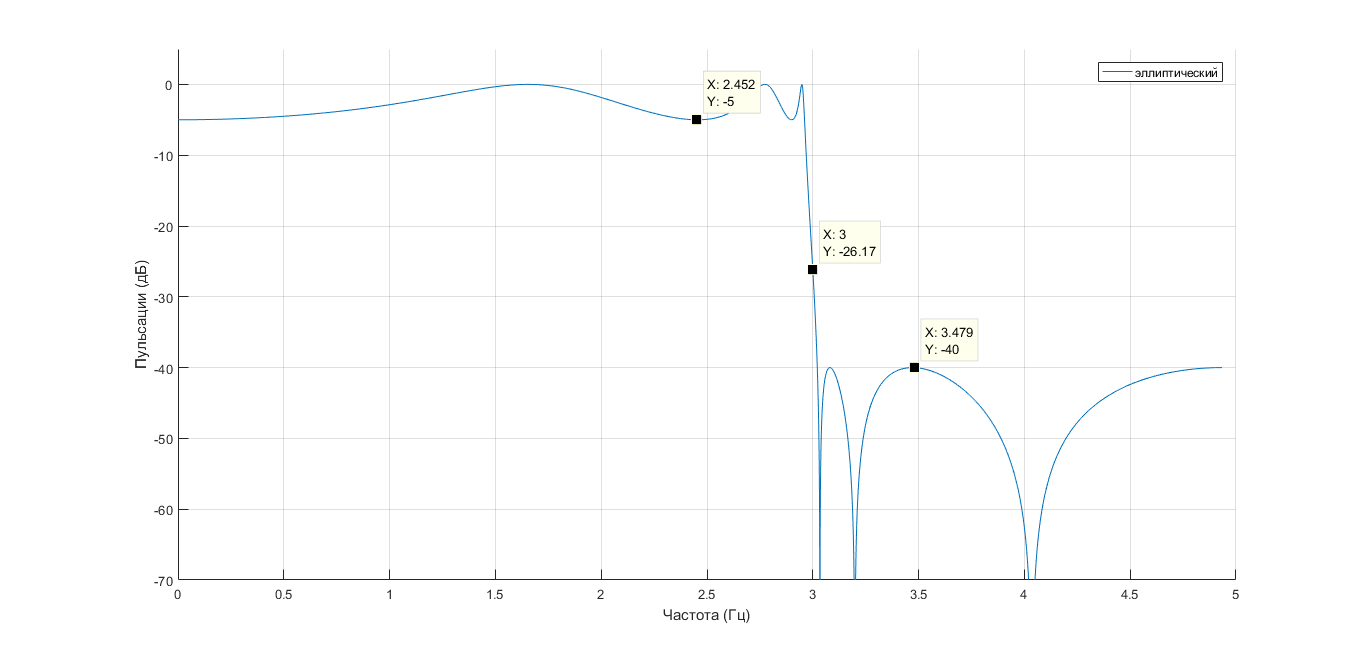 эллиптический
X: 2.452
Y: -5
X: 3
Y: -26.17
X: 3.479
Y: -40
Пульсации (дБ)
0
-10
-20
-30
-40
-50
-60
-70
0 0.5 1 1.5 2 2.5 3 3.5 4 4.5 5
Частота (Гц)